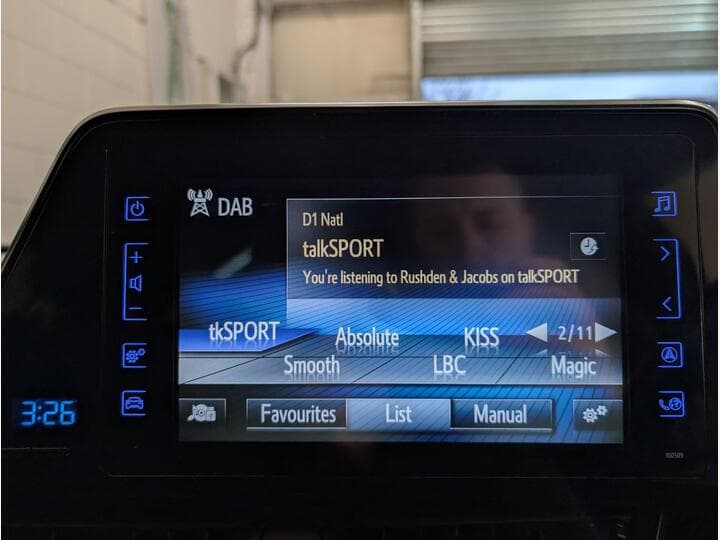 DAB
D1 Natl
talkSPORT
You're listening to Rushden & Jacobs on talkSPORT
tkSPORT Absolute KISS 2/11
Smooth LBC Magic
Favourites List Manual
3:26
100509